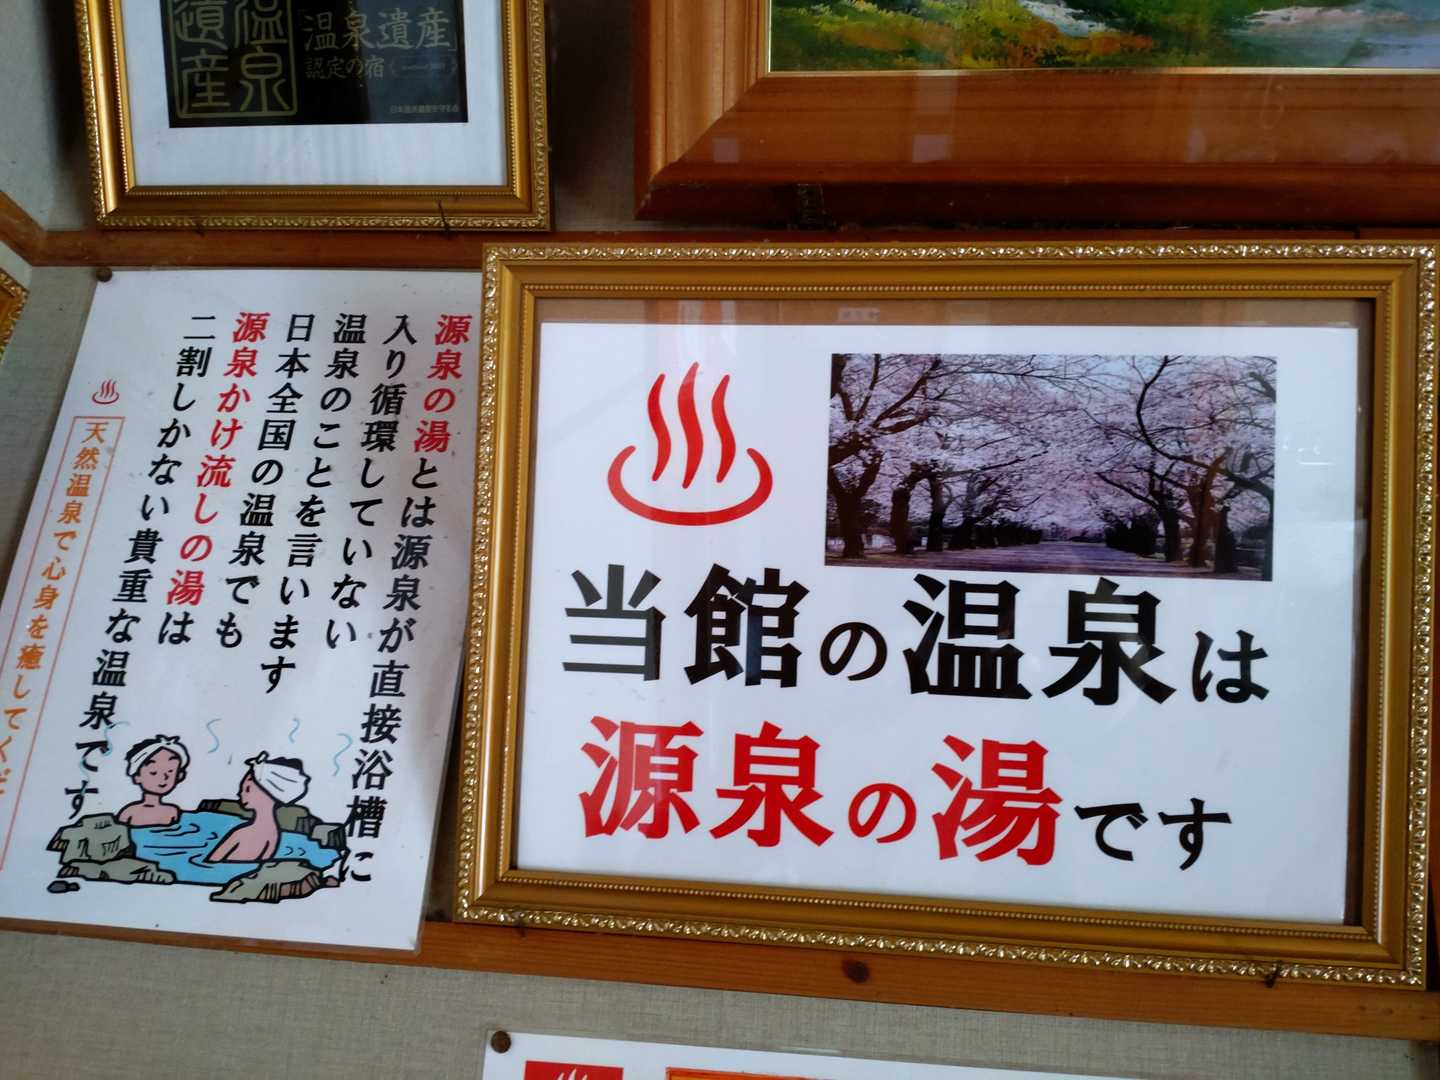 温泉
遺産
「温泉遺産」
認定の宿
源泉の湯とは源泉が直接浴槽に
入り循環していない
温泉のことを言います
日本全国の温泉でも
源泉かけ流しの湯は
二割しかない貴重な温泉です
天然温泉で心身を癒してくだ
当館の温泉は
源泉の湯です